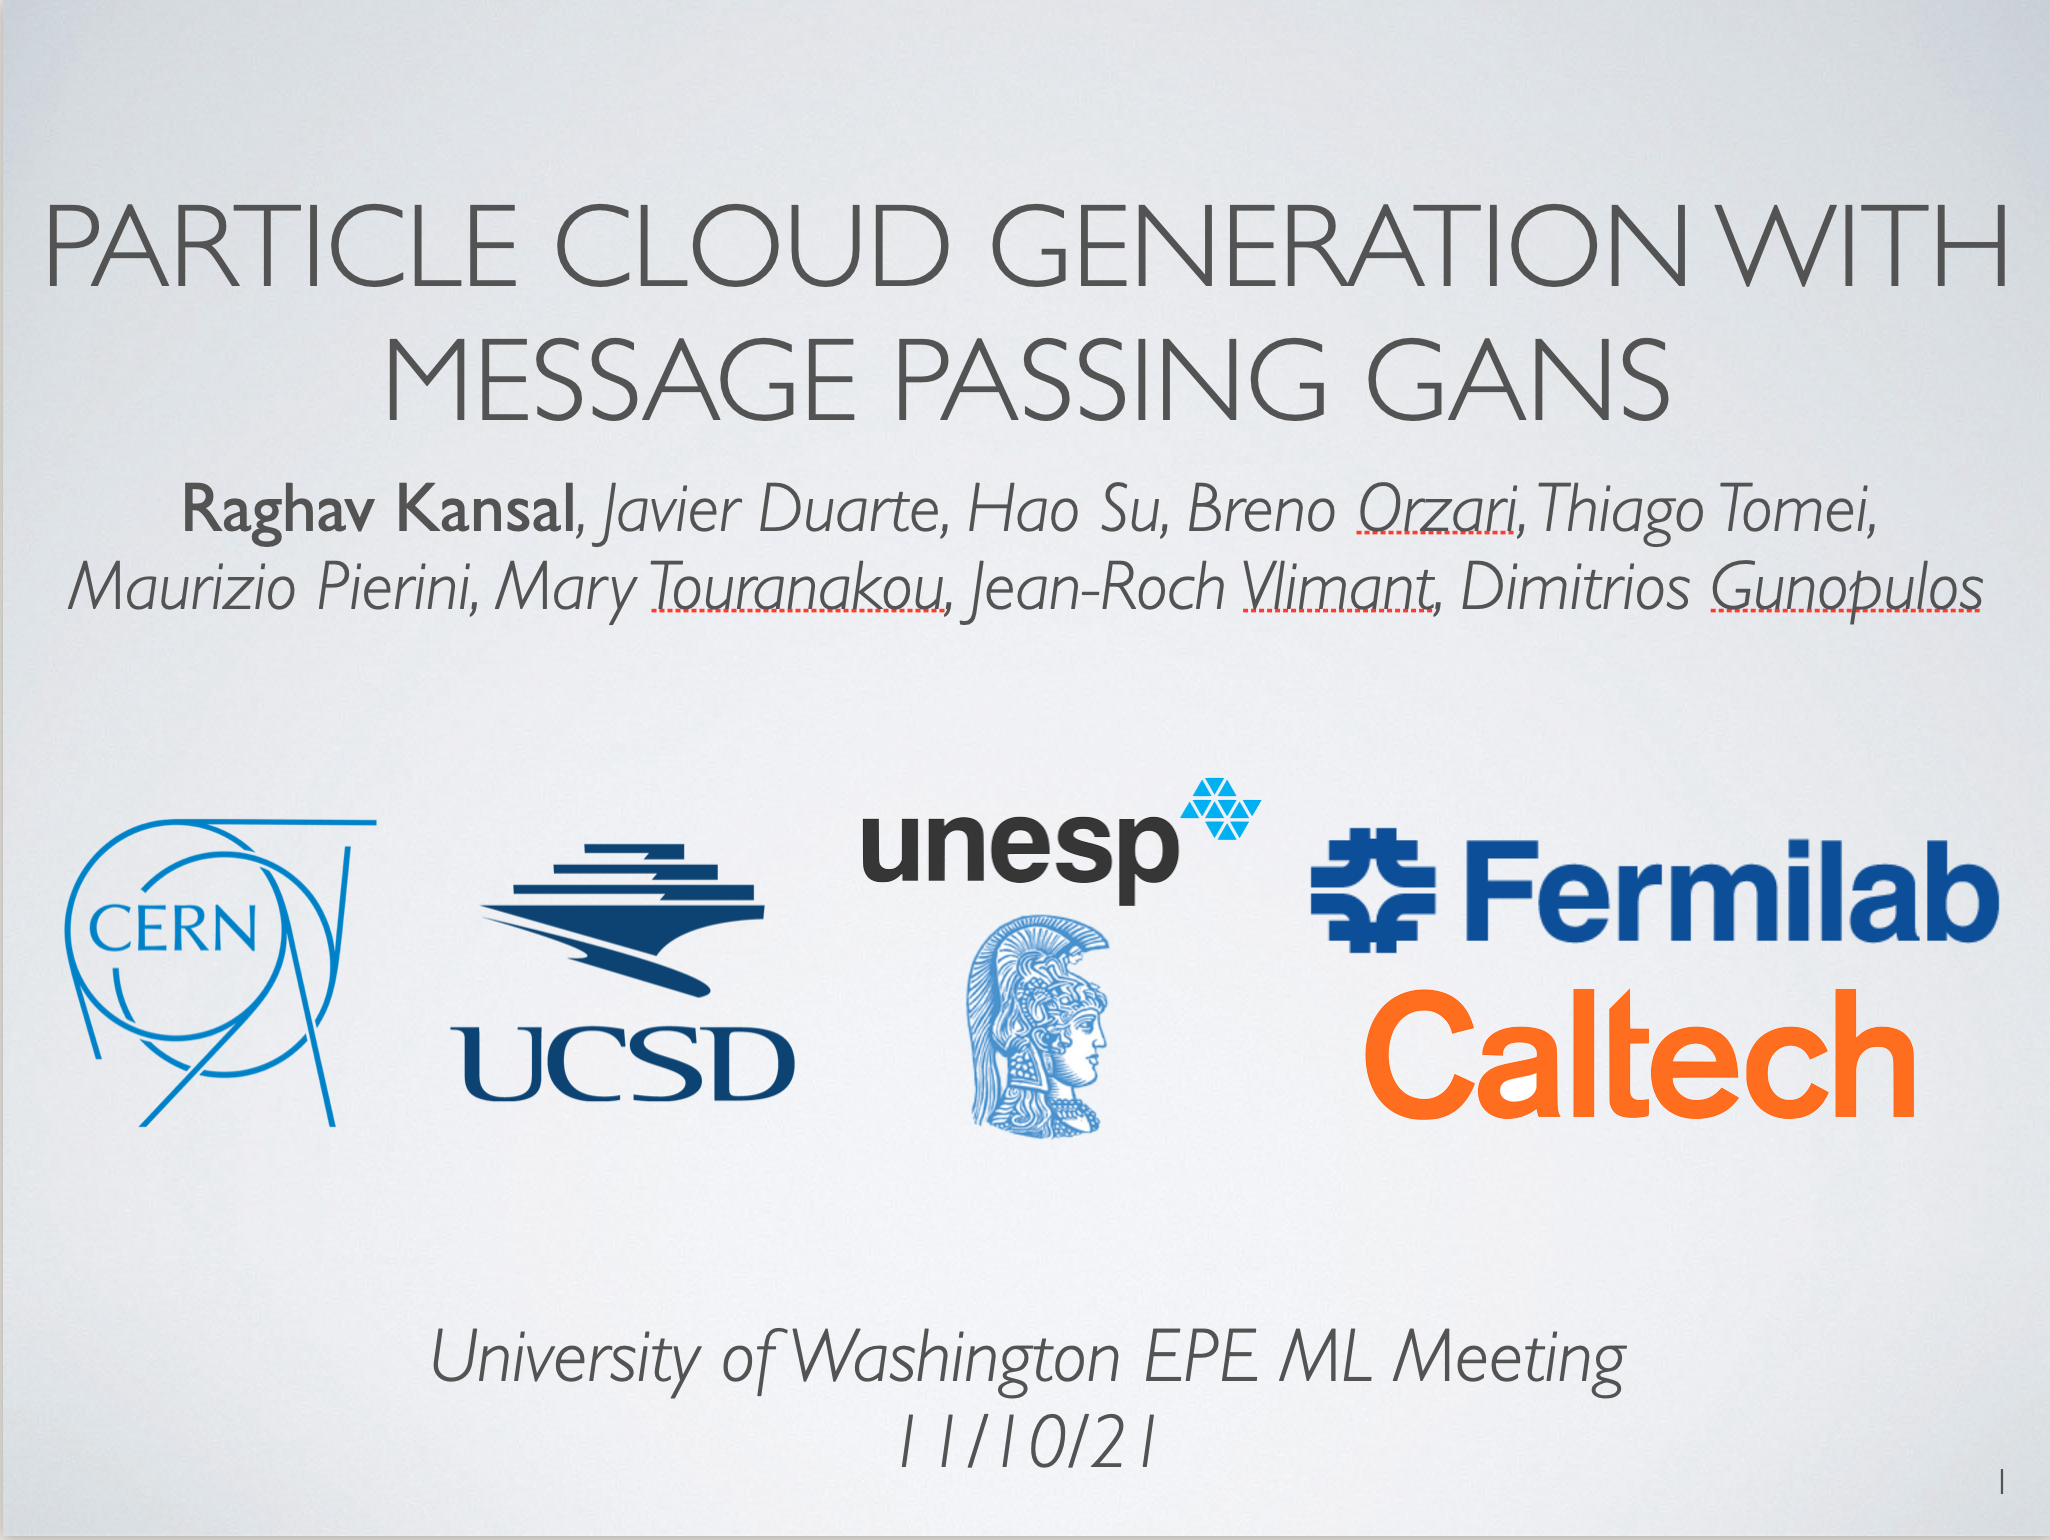 PARTICLE CLOUD GENERATION WITH
MESSAGE PASSING GANS
Raghav Kansal, Javier Duarte, Hao Su, Breno Orzari, Thiago Tomei,
Maurizio Pierini, Mary Touranakou, Jean-Roch Vlimant, Dimitrios Gunopulos
CERN
UCSD
unesp
Fermilab
Caltech
University of Washington EPE ML Meeting
11/10/21
1